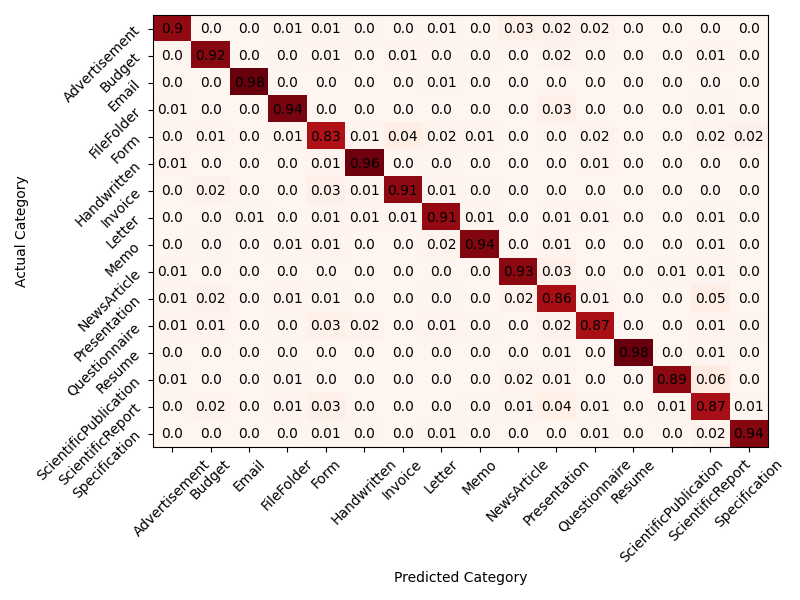 Advertisement 0.9 0.0 0.0 0.01 0.01 0.0 0.0 0.01 0.0 0.03 0.02 0.02 0.0 0.0 0.0 0.0
Budget 0.0 0.92 0.0 0.0 0.01 0.0 0.01 0.0 0.0 0.0 0.02 0.0 0.0 0.0 0.01 0.0
Email 0.0 0.0 0.98 0.0 0.0 0.0 0.0 0.01 0.0 0.0 0.0 0.0 0.0 0.0 0.0 0.0
FileFolder 0.01 0.0 0.0 0.94 0.0 0.0 0.0 0.0 0.0 0.0 0.03 0.0 0.0 0.0 0.01 0.0
Form 0.0 0.01 0.0 0.01 0.83 0.01 0.04 0.02 0.01 0.0 0.0 0.02 0.0 0.0 0.02 0.02
Handwritten 0.01 0.0 0.0 0.0 0.01 0.96 0.0 0.0 0.0 0.0 0.0 0.01 0.0 0.0 0.0 0.0
Invoice 0.0 0.02 0.0 0.0 0.03 0.01 0.91 0.01 0.0 0.0 0.0 0.0 0.0 0.0 0.0 0.0
Letter 0.0 0.0 0.01 0.0 0.01 0.01 0.01 0.91 0.01 0.0 0.01 0.01 0.0 0.0 0.01 0.0
Memo 0.0 0.0 0.0 0.01 0.01 0.0 0.0 0.02 0.94 0.0 0.01 0.0 0.0 0.0 0.01 0.0
NewsArticle 0.01 0.0 0.0 0.0 0.0 0.0 0.0 0.0 0.0 0.93 0.03 0.0 0.0 0.01 0.01 0.0
Presentation 0.01 0.02 0.0 0.01 0.01 0.0 0.0 0.0 0.0 0.02 0.86 0.01 0.0 0.0 0.05 0.0
Questionnaire 0.01 0.01 0.0 0.0 0.03 0.02 0.0 0.01 0.0 0.0 0.02 0.87 0.0 0.0 0.01 0.0
Resume 0.0 0.0 0.0 0.0 0.0 0.0 0.0 0.0 0.0 0.0 0.01 0.0 0.98 0.0 0.01 0.0
ScientificPublication 0.01 0.0 0.0 0.01 0.0 0.0 0.0 0.0 0.0 0.02 0.01 0.0 0.0 0.89 0.06 0.0
ScientificReport 0.0 0.02 0.0 0.01 0.03 0.0 0.0 0.0 0.0 0.01 0.04 0.01 0.0 0.01 0.87 0.01
Specification 0.0 0.0 0.0 0.0 0.01 0.0 0.0 0.0 0.0 0.0 0.0 0.01 0.0 0.0 0.02 0.94
Actual Category
Advertisement Budget Email FileFolder Form Handwritten Invoice Letter Memo NewsArticle Presentation Questionnaire Resume ScientificPublication ScientificReport Specification
Predicted Category